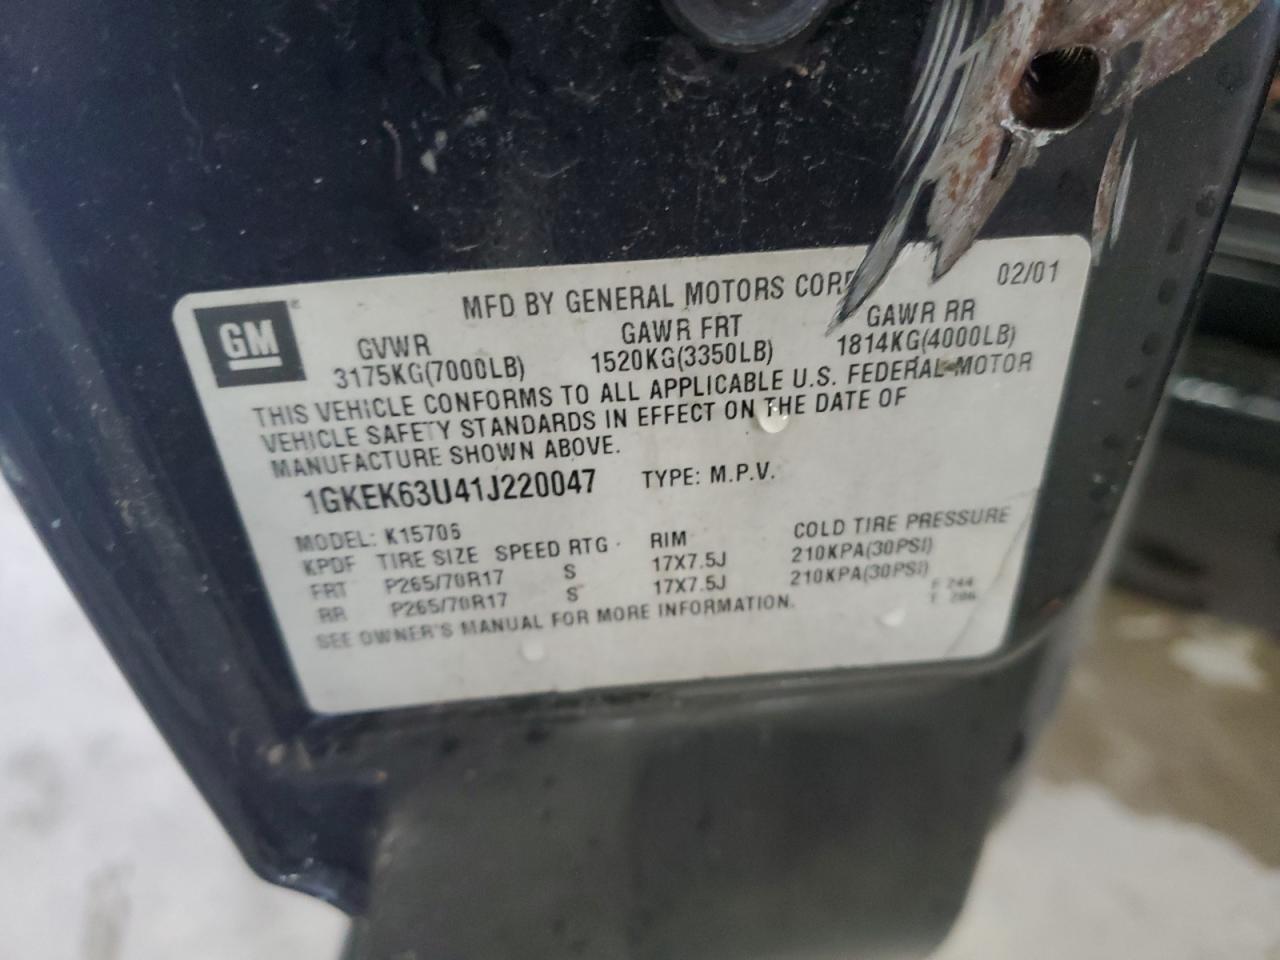 GM
MFD BY GENERAL MOTORS CORP 02/01
GVWR GAWR FRT GAWR RR
3175KG(7000LB) 1520KG(3350LB) 1814KG(4000LB)
THIS VEHICLE CONFORMS TO ALL APPLICABLE U.S. FEDERAL MOTOR
VEHICLE SAFETY STANDARDS IN EFFECT ON THE DATE OF
MANUFACTURE SHOWN ABOVE.
1GKEK63U41J220047 TYPE: M.P.V.
MODEL: K15706
KPDF TIRE SIZE SPEED RTG RIM COLD TIRE PRESSURE
FRT P265/70R17 S 17X7.5J 210KPA(30PSI)
RR P265/70R17 S 17X7.5J 210KPA(30PSI)
SEE OWNER'S MANUAL FOR MORE INFORMATION.